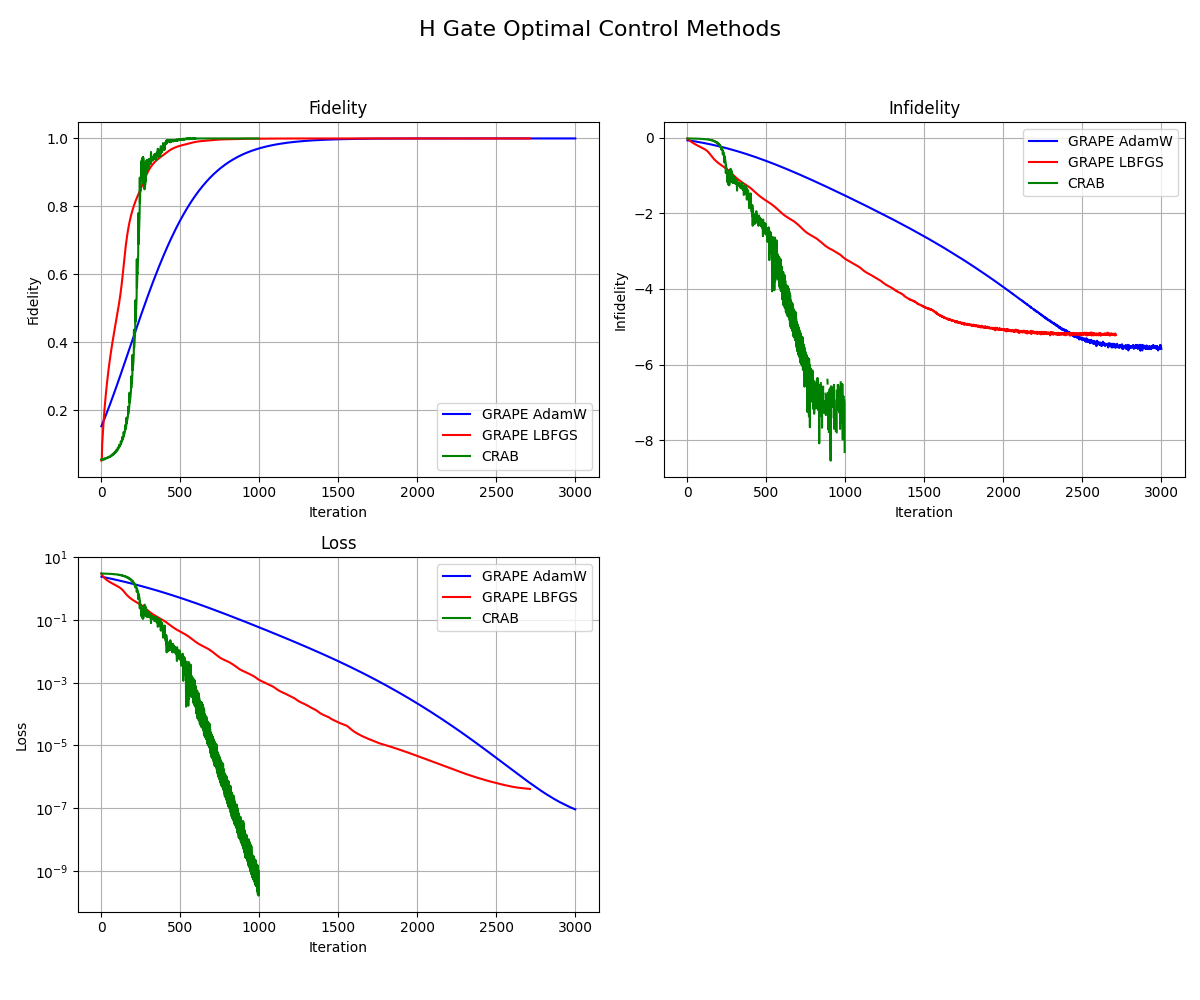 H Gate Optimal Control Methods
Fidelity
Fidelity
1.0
0.8
0.6
0.4
0.2
GRAPE AdamW
GRAPE LBFGS
CRAB
0 500 1000 1500 2000 2500 3000
Iteration
Infidelity
Infidelity
0
−2
−4
−6
−8
GRAPE AdamW
GRAPE LBFGS
CRAB
0 500 1000 1500 2000 2500 3000
Iteration
Loss
Loss
10^1
10^−1
10^−3
10^−5
10^−7
10^−9
GRAPE AdamW
GRAPE LBFGS
CRAB
0 500 1000 1500 2000 2500 3000
Iteration